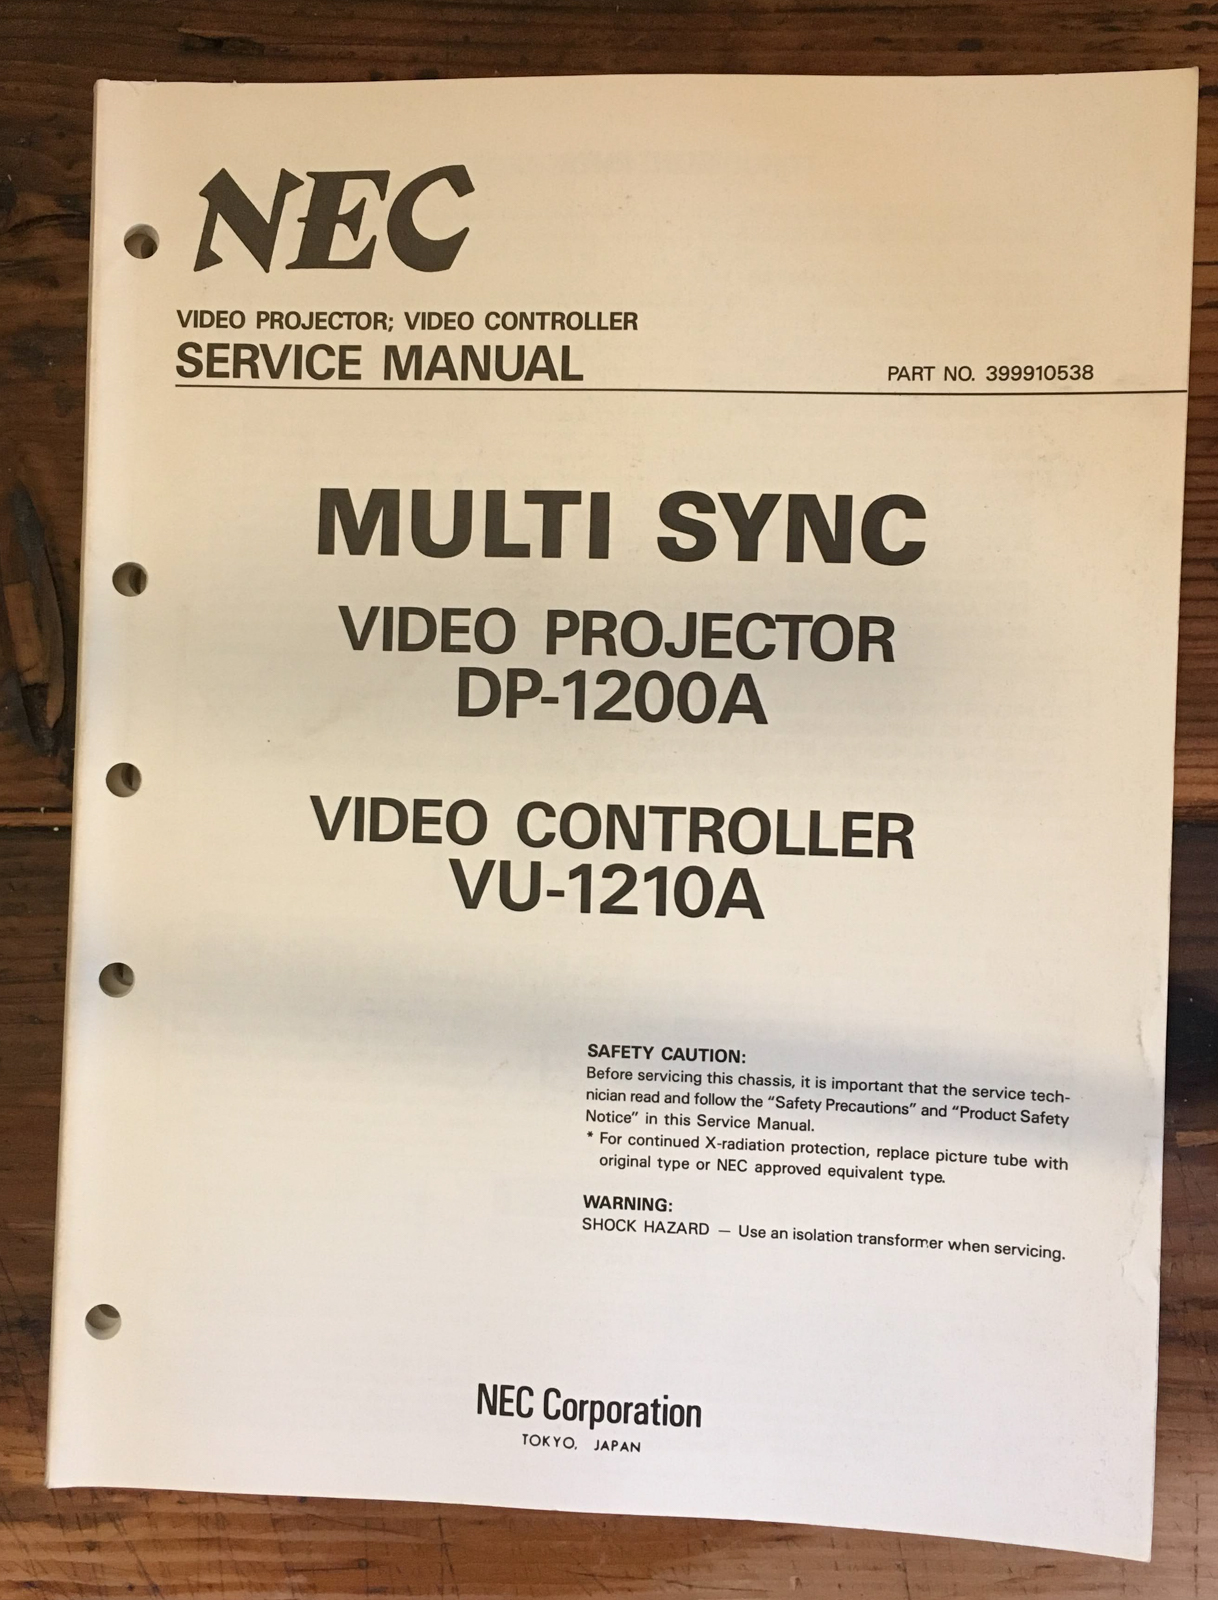 NEC
VIDEO PROJECTOR; VIDEO CONTROLLER
SERVICE MANUAL
PART NO. 399910538
MULTI SYNC
VIDEO PROJECTOR
DP-1200A
VIDEO CONTROLLER
VU-1210A
SAFETY CAUTION:
Before servicing this chassis, it is important that the service tech-
nician read and follow the “Safety Precautions” and “Product Safety
Notice” in this Service Manual.
* For continued X-radiation protection, replace picture tube with
original type or NEC approved equivalent type.
WARNING:
SHOCK HAZARD — Use an isolation transformer when servicing.
NEC Corporation
TOKYO, JAPAN